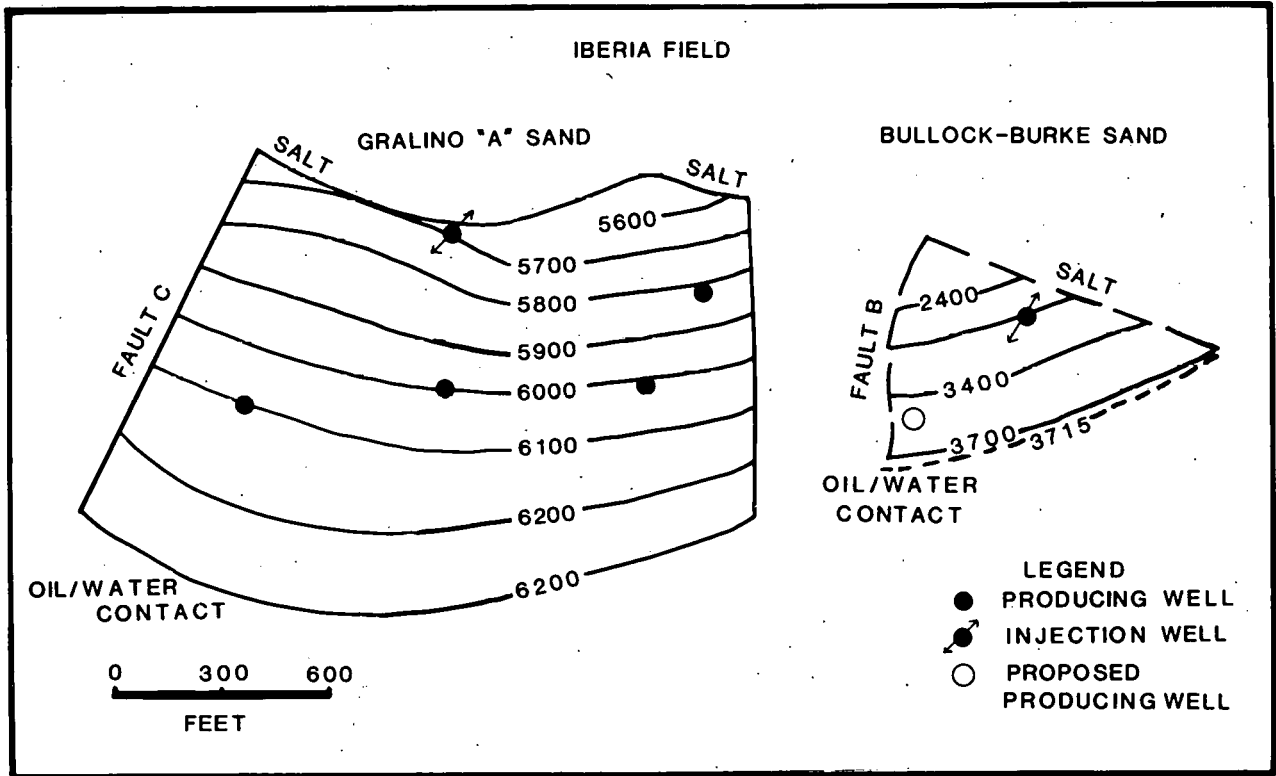 IBERIA FIELD
GRALINO "A" SAND
SALT
SALT
5600
5700
5800
5900
6000
6100
6200
6200
FAULT C
OIL/WATER
CONTACT
0 300 600
FEET
BULLOCK-BURKE SAND
SALT
2400
3400
3700
3715
FAULT B
OIL/WATER
CONTACT
LEGEND
PRODUCING WELL
INJECTION WELL
PROPOSED
PRODUCING WELL